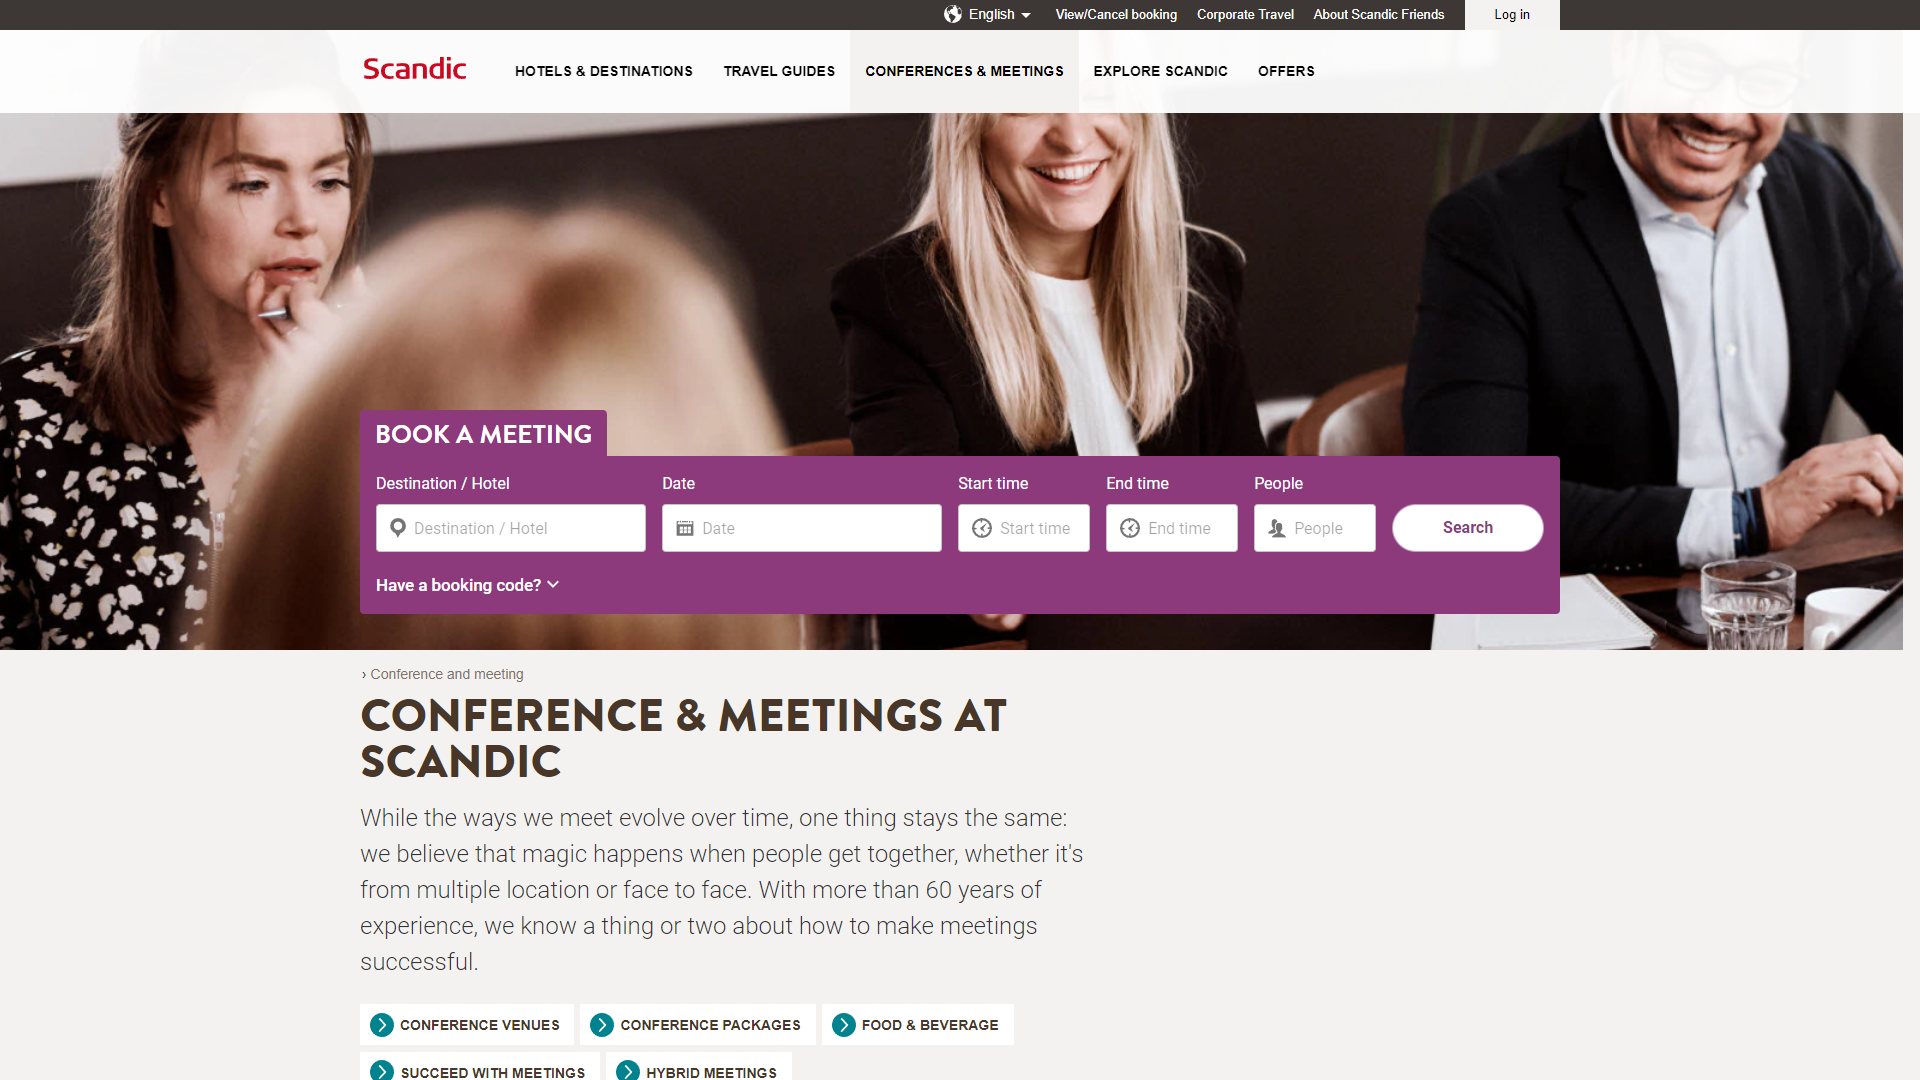 English
View/Cancel booking
Corporate Travel
About Scandic Friends
Log in
Scandic
HOTELS & DESTINATIONS
TRAVEL GUIDES
CONFERENCES & MEETINGS
EXPLORE SCANDIC
OFFERS
BOOK A MEETING
Destination / Hotel
Date
Start time
End time
People
Destination / Hotel
Date
Start time
End time
People
Search
Have a booking code?
› Conference and meeting
CONFERENCE & MEETINGS AT
SCANDIC
While the ways we meet evolve over time, one thing stays the same:
we believe that magic happens when people get together, whether it's
from multiple location or face to face. With more than 60 years of
experience, we know a thing or two about how to make meetings
successful.
CONFERENCE VENUES
CONFERENCE PACKAGES
FOOD & BEVERAGE
SUCCEED WITH MEETINGS
HYBRID MEETINGS